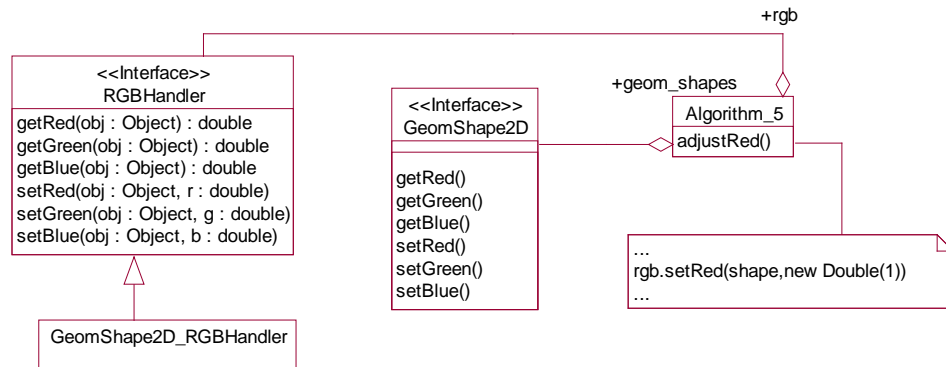 +rgb
<<Interface>>
RGBHandler
getRed(obj : Object) : double
getGreen(obj : Object) : double
getBlue(obj : Object) : double
setRed(obj : Object, r : double)
setGreen(obj : Object, g : double)
setBlue(obj : Object, b : double)
GeomShape2D_RGBHandler
<<Interface>>
GeomShape2D
getRed()
getGreen()
getBlue()
setRed()
setGreen()
setBlue()
+geom_shapes
Algorithm_5
adjustRed()
...
rgb.setRed(shape,new Double(1))
...